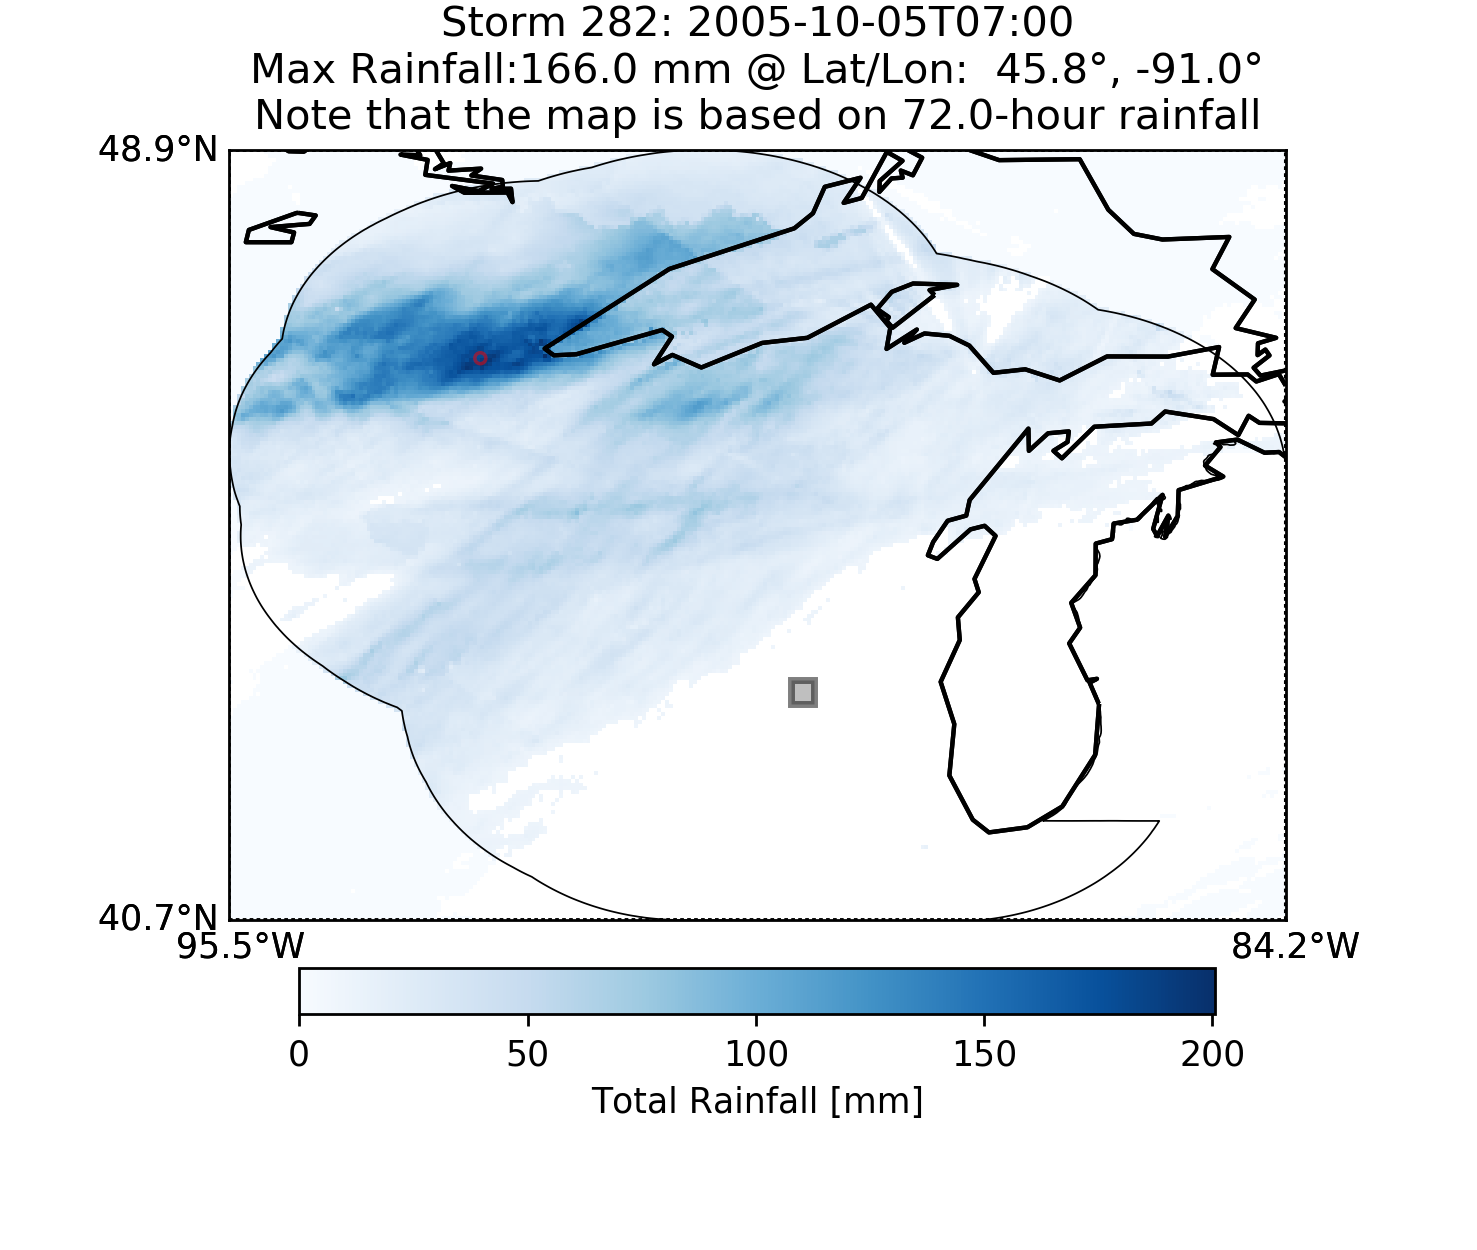 Storm 282: 2005-10-05T07:00
Max Rainfall:166.0 mm @ Lat/Lon:  45.8°, -91.0°
Note that the map is based on 72.0-hour rainfall
48.9°N
40.7°N
95.5°W 84.2°W
0 50 100 150 200
Total Rainfall [mm]